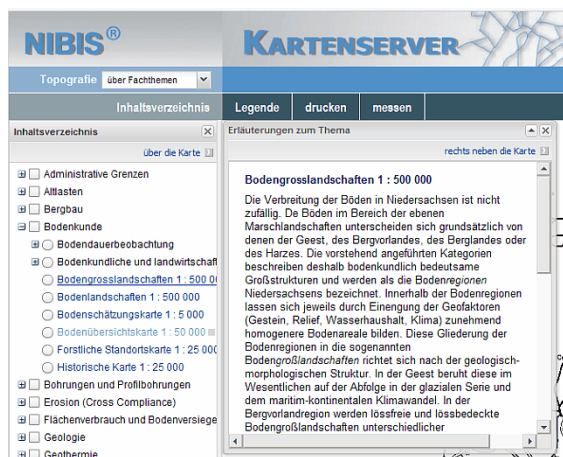 NIBIS®
KARTENSERVER
Topografie über Fachthemen
Inhaltsverzeichnis Legende drucken messen
Inhaltsverzeichnis
über die Karte
Administrative Grenzen
Altlasten
Bergbau
Bodenkunde
Bodendauerbeobachtung
Bodenkundliche und landwirtschaft
Bodengrosslandschaften 1 : 500 00
Bodenlandschaften 1 : 500 000
Bodenschätzungskarte 1 : 5 000
Bodenübersichtskarte 1 : 50 000
Forstliche Standortskarte 1 : 25 000
Historische Karte 1 : 25 000
Bohrungen und Profilbohrungen
Erosion (Cross Compliance)
Flächenverbrauch und Bodenversiege
Geologie
Geothermie
Erläuterungen zum Thema
rechts neben die Karte
Bodengrosslandschaften 1 : 500 000
Die Verbreitung der Böden in Niedersachsen ist nicht
zufällig. De Böden im Bereich der ebenen
Marschlandschaften unterscheiden sich grundsätzlich von
denen der Geest, des Bergvorlandes, des Berglandes oder
des Harzes. Die vorstehend angeführten Kategorien
beschreiben deshalb bodenkundlich bedeutsame
Großstrukturen und werden als die Bodenregionen
Niedersachsens bezeichnet. Innerhalb der Bodenregionen
lassen sich jeweils durch Einengung der Geofaktoren
(Gestein, Relief, Wasserhaushalt, Klima) zunehmend
homogenere Bodenareale bilden. Diese Gliederung der
Bodenregionen in die sogenannten
Bodengroßlandschaften richtet sich nach der geologisch-
morphologischen Struktur. In der Geest beruht diese im
Wesentlichen auf der Abfolge in der glazialen Serie und
dem maritim-kontinentalen Klimawandel. In der
Bergvorlandregion werden lössfreie und lössbedeckte
Bodengroßlandschaften unterschiedlicher